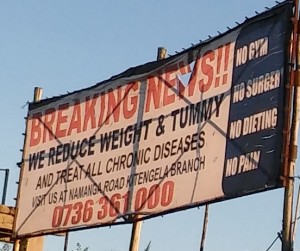 BREAKING NEWS!!
WE REDUCE WEIGHT & TUMMY
AND TREAT ALL CHRONIC DISEASES
VISIT US AT NAMANGA ROAD KITENGELA BRANCH
0736 361 000
NO GYM
NO SURGERY
NO DIETING
NO PAIN